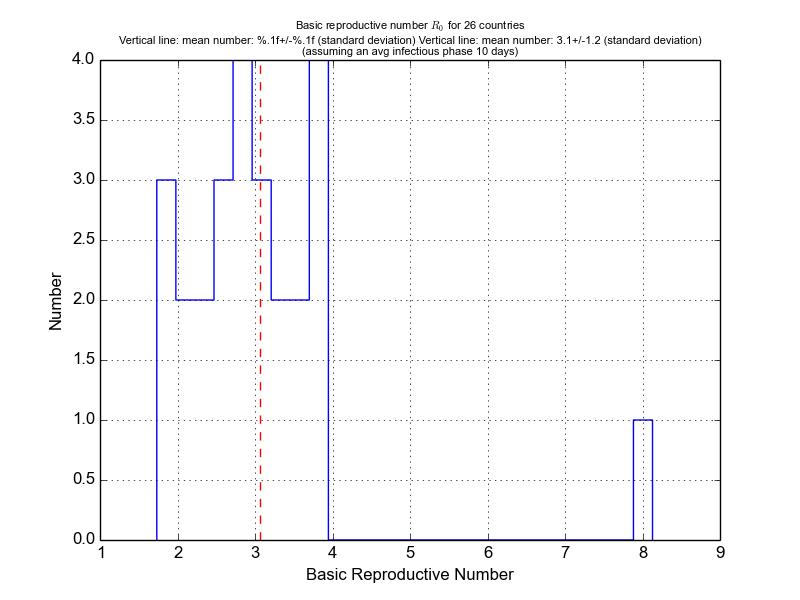 Basic reproductive number R₀ for 26 countries
Vertical line: mean number: %.1f+/-%.1f (standard deviation) Vertical line: mean number: 3.1+/-1.2 (standard deviation)
(assuming an avg infectious phase 10 days)
4.0
3.5
3.0
2.5
2.0
1.5
1.0
0.5
0.0
Number
1 2 3 4 5 6 7 8 9
Basic Reproductive Number